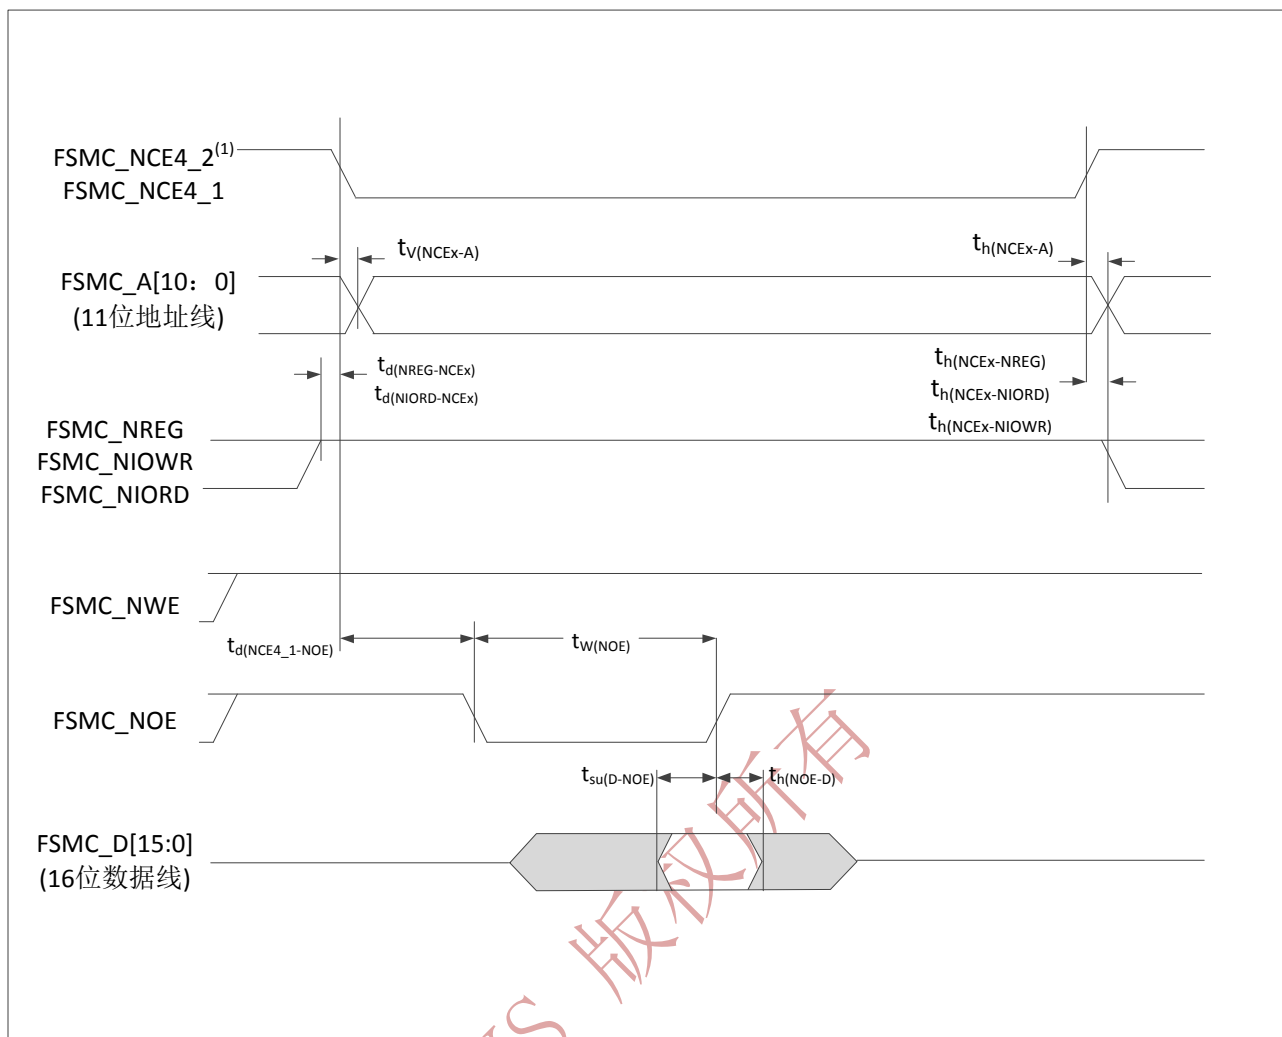 FSMC_NCE4_2(1)
FSMC_NCE4_1
tV(NCEx-A)
th(NCEx-A)
FSMC_A[10：0]
(11位地址线)
td(NREG-NCEx)
td(NIORD-NCEx)
th(NCEx-NREG)
th(NCEx-NIORD)
th(NCEx-NIOWR)
FSMC_NREG
FSMC_NIOWR
FSMC_NIORD
FSMC_NWE
td(NCE4_1-NOE)
tW(NOE)
FSMC_NOE
tsu(D-NOE)
th(NOE-D)
FSMC_D[15:0]
(16位数据线)
版权所有